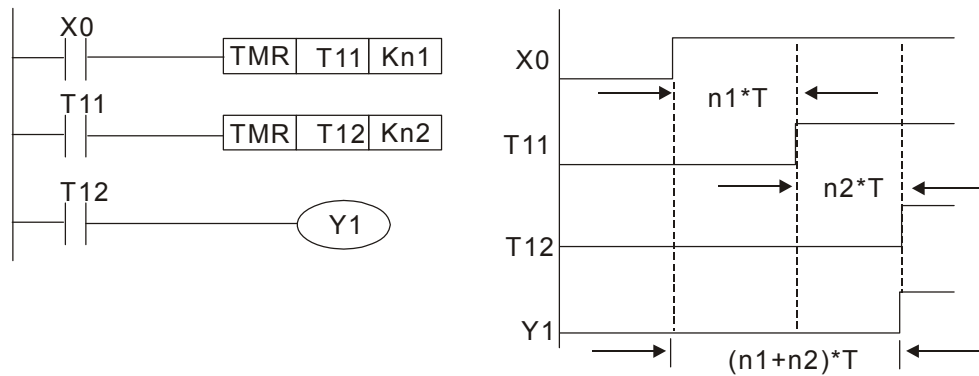 X0
TMR T11 Kn1
T11
TMR T12 Kn2
T12
Y1
X0
n1*T
T11
n2*T
T12
Y1
(n1+n2)*T